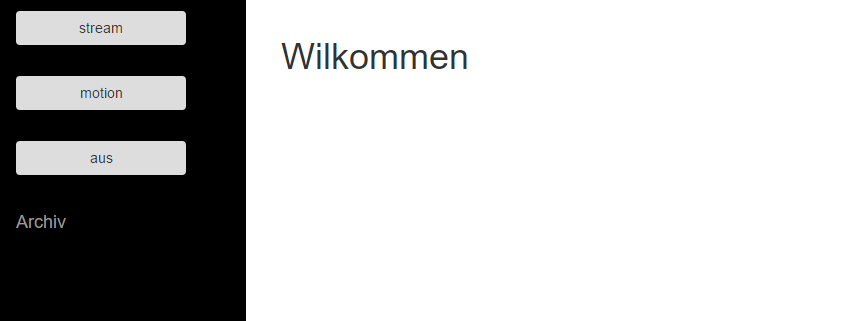 stream
motion
aus
Archiv
Wilkommen